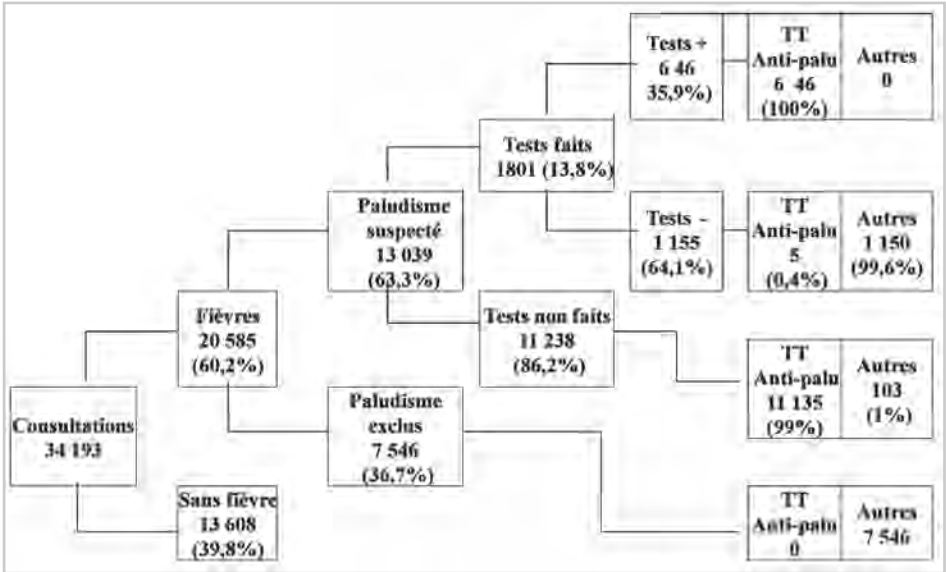 Consultations
34 193
Fièvres
20 585
(60,2%)
Sans fièvre
13 608
(39,8%)
Paludisme
suspecté
13 039
(63,3%)
Paludisme
exclus
7 546
(36,7%)
Tests faits
1801 (13,8%)
Tests non faits
11 238
(86,2%)
Tests +
6 46
35,9%)
Tests -
1 155
(64,1%)
TT
Anti-palu
6 46
(100%)
Autres
0
TT
Anti-palu
5
(0,4%)
Autres
1 150
(99,6%)
TT
Anti-palu
11 135
(99%)
Autres
103
(1%)
TT
Anti-palu
0
Autres
7 546